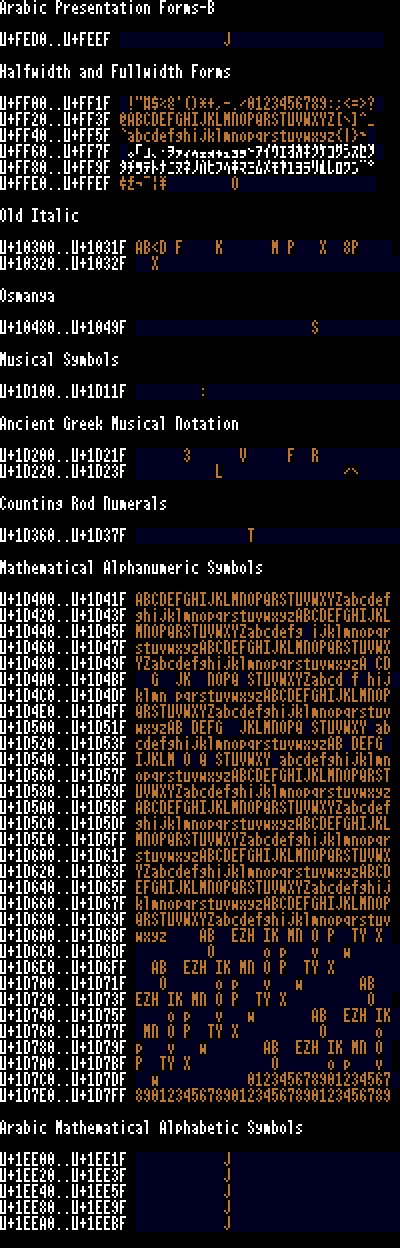 Arabic Presentation Forms-B
U+FED0..U+FEEF J
Halfwidth and Fullwidth Forms
U+FF00..U+FF1F !"#$%&'()*+,-./0123456789:;<=>?
U+FF20..U+FF3F @ABCDEFGHIJKLMNOPQRSTUVWXYZ[\]^_
U+FF40..U+FF5F `abcdefghijklmnopqrstuvwxyz{|}~
U+FF60..U+FF7F ｡｢｣､･ｦｧｨｩｪｫｬｭｮｯｰｱｲｳｴｵｶｷｸｹｺｻｼｽｾｿ
U+FF80..U+FF9F ﾀﾁﾂﾃﾄﾅﾆﾇﾈﾉﾊﾋﾌﾍﾎﾏﾐﾑﾒﾓﾔﾕﾖﾗﾘﾙﾚﾛﾜﾝﾞﾟ
U+FFE0..U+FFEF ¢£¬¯¦¥ O
Old Italic
U+10300..U+1031F AB<D F K M P X 8P
U+10320..U+1032F X
Osmanya
U+10480..U+1049F S
Musical Symbols
U+1D100..U+1D11F :
Ancient Greek Musical Notation
U+1D200..U+1D21F 3 V F R
U+1D220..U+1D23F L
Counting Rod Numerals
U+1D360..U+1D37F T
Mathematical Alphanumeric Symbols
U+1D400..U+1D41F ABCDEFGHIJKLMNOPQRSTUVWXYZabcdef
U+1D420..U+1D43F ghijklmnopqrstuvwxyzABCDEFGHIJKL
U+1D440..U+1D45F MNOPQRSTUVWXYZabcdefg ijklmnopqr
U+1D460..U+1D47F stuvwxyzABCDEFGHIJKLMNOPQRSTUVWX
U+1D480..U+1D49F YZabcdefghijklmnopqrstuvwxyzA CD
U+1D4A0..U+1D4BF G JK NOPQ STUVWXYZabcd f hij
U+1D4C0..U+1D4DF klmn pqrstuvwxyzABCDEFGHIJKLMNOP
U+1D4E0..U+1D4FF QRSTUVWXYZabcdefghijklmnopqrstuv
U+1D500..U+1D51F wxyzAB DEFG JKLMNOPQ STUVWXY ab
U+1D520..U+1D53F cdefghijklmnopqrstuvwxyzAB DEFG
U+1D540..U+1D55F IJKLM O Q STUVWXY abcdefghijklmn
U+1D560..U+1D57F opqrstuvwxyzABCDEFGHIJKLMNOPQRST
U+1D580..U+1D59F UVWXYZabcdefghijklmnopqrstuvwxyz
U+1D5A0..U+1D5BF ABCDEFGHIJKLMNOPQRSTUVWXYZabcdef
U+1D5C0..U+1D5DF ghijklmnopqrstuvwxyzABCDEFGHIJKL
U+1D5E0..U+1D5FF MNOPQRSTUVWXYZabcdefghijklmnopqr
U+1D600..U+1D61F stuvwxyzABCDEFGHIJKLMNOPQRSTUVWX
U+1D620..U+1D63F YZabcdefghijklmnopqrstuvwxyzABCD
U+1D640..U+1D65F EFGHIJKLMNOPQRSTUVWXYZabcdefghij
U+1D660..U+1D67F klmnopqrstuvwxyzABCDEFGHIJKLMNOP
U+1D680..U+1D69F QRSTUVWXYZabcdefghijklmnopqrstuv
U+1D6A0..U+1D6BF wxyz AB EZH IK MN O P TY X
U+1D6C0..U+1D6DF O o p v w
U+1D6E0..U+1D6FF AB EZH IK MN O P TY X
U+1D700..U+1D71F o p v w AB
U+1D720..U+1D73F EZH IK MN O P TY X O
U+1D740..U+1D75F o p v w AB EZH IK
U+1D760..U+1D77F MN O P TY X O o
U+1D780..U+1D79F p v w AB EZH IK MN O
U+1D7A0..U+1D7BF P TY X O o p v
U+1D7C0..U+1D7DF w 012345678901234567
U+1D7E0..U+1D7FF 89012345678901234567890123456789
Arabic Mathematical Alphabetic Symbols
U+1EE00..U+1EE1F J
U+1EE20..U+1EE3F J
U+1EE40..U+1EE5F J
U+1EE80..U+1EE9F J
U+1EEA0..U+1EEBF J